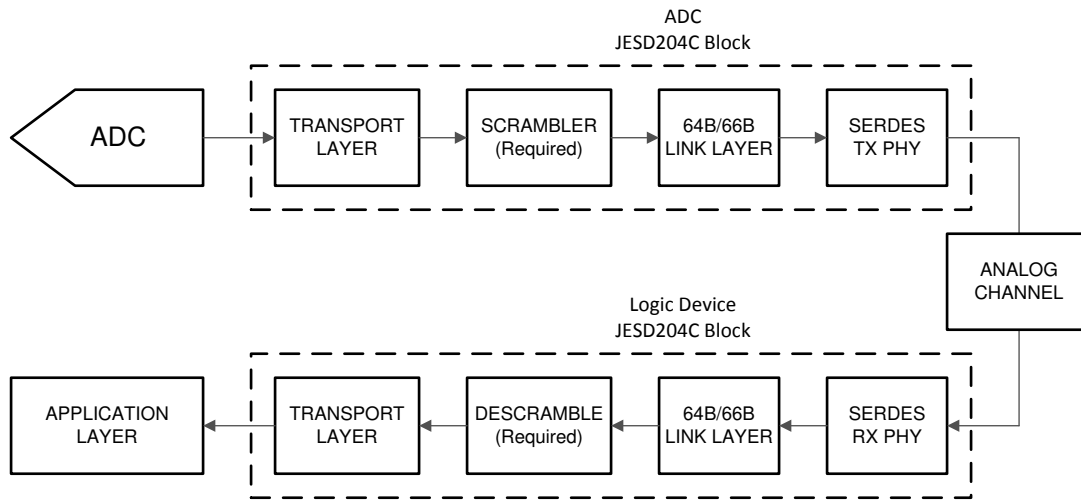 ADC
JESD204C Block
ADC
TRANSPORT
LAYER
SCRAMBLER
(Required)
64B/66B
LINK LAYER
SERDES
TX PHY
ANALOG
CHANNEL
Logic Device
JESD204C Block
APPLICATION
LAYER
TRANSPORT
LAYER
DESCRAMBLE
(Required)
64B/66B
LINK LAYER
SERDES
RX PHY